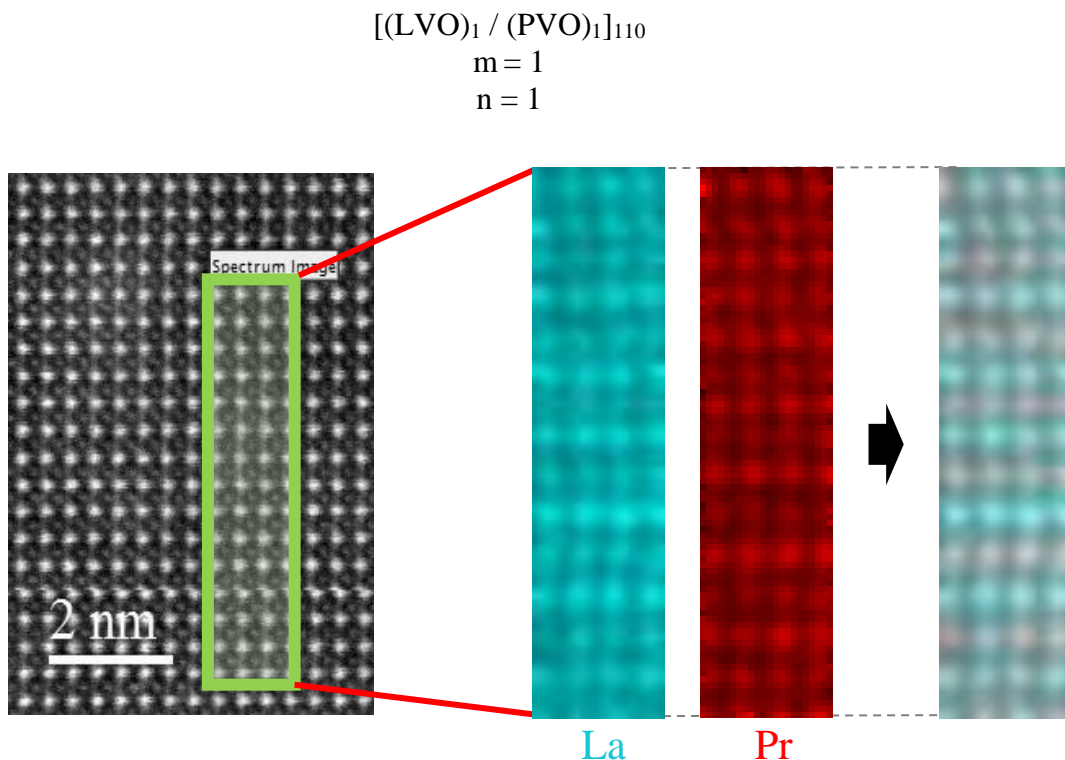 [(LVO)₁ / (PVO)₁]₁₁₀
m = 1
n = 1
Spectrum Image
2 nm
La
Pr